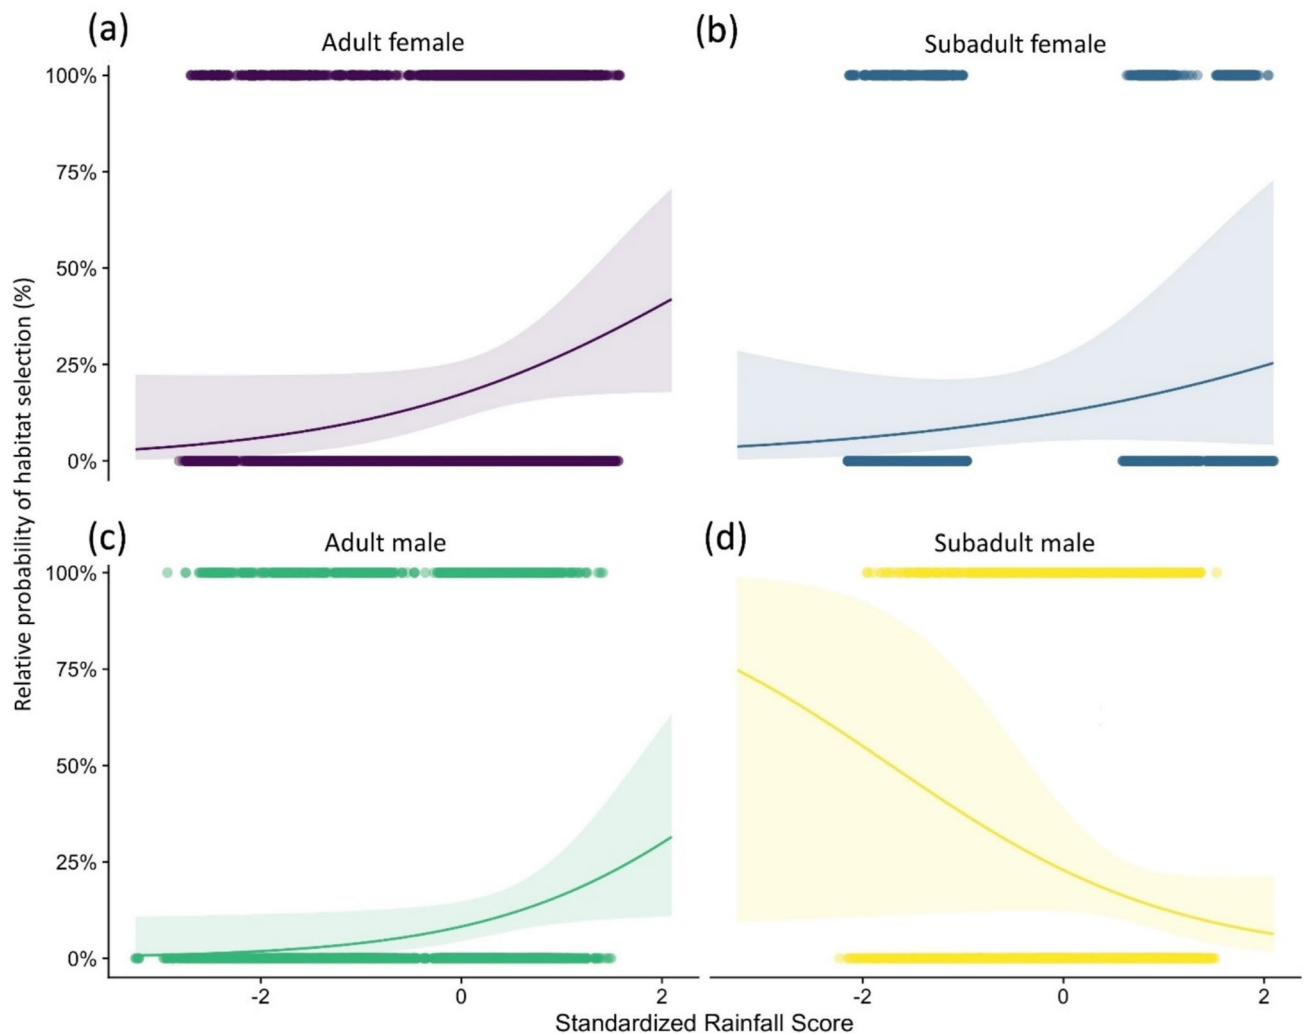 (a)
Adult female
(b)
Subadult female
100%
75%
50%
25%
0%
(c)
Adult male
(d)
Subadult male
100%
75%
50%
25%
0%
Relative probability of habitat selection (%)
-2
0
2
-2
0
2
Standardized Rainfall Score